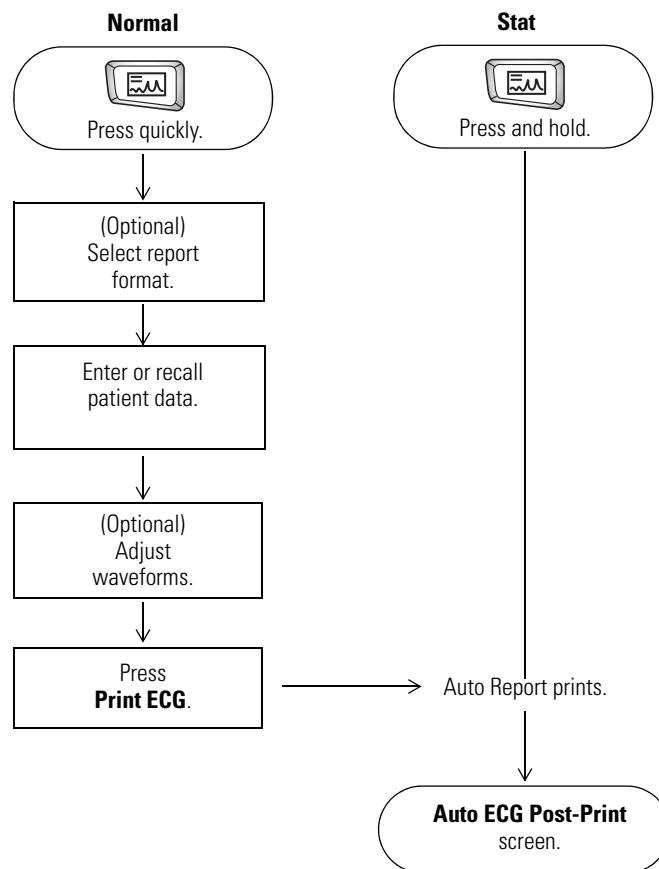 Normal
Press quickly.
(Optional)
Select report
format.
Enter or recall
patient data.
(Optional)
Adjust
waveforms.
Press
Print ECG.
Stat
Press and hold.
Auto Report prints.
Auto ECG Post-Print
screen.